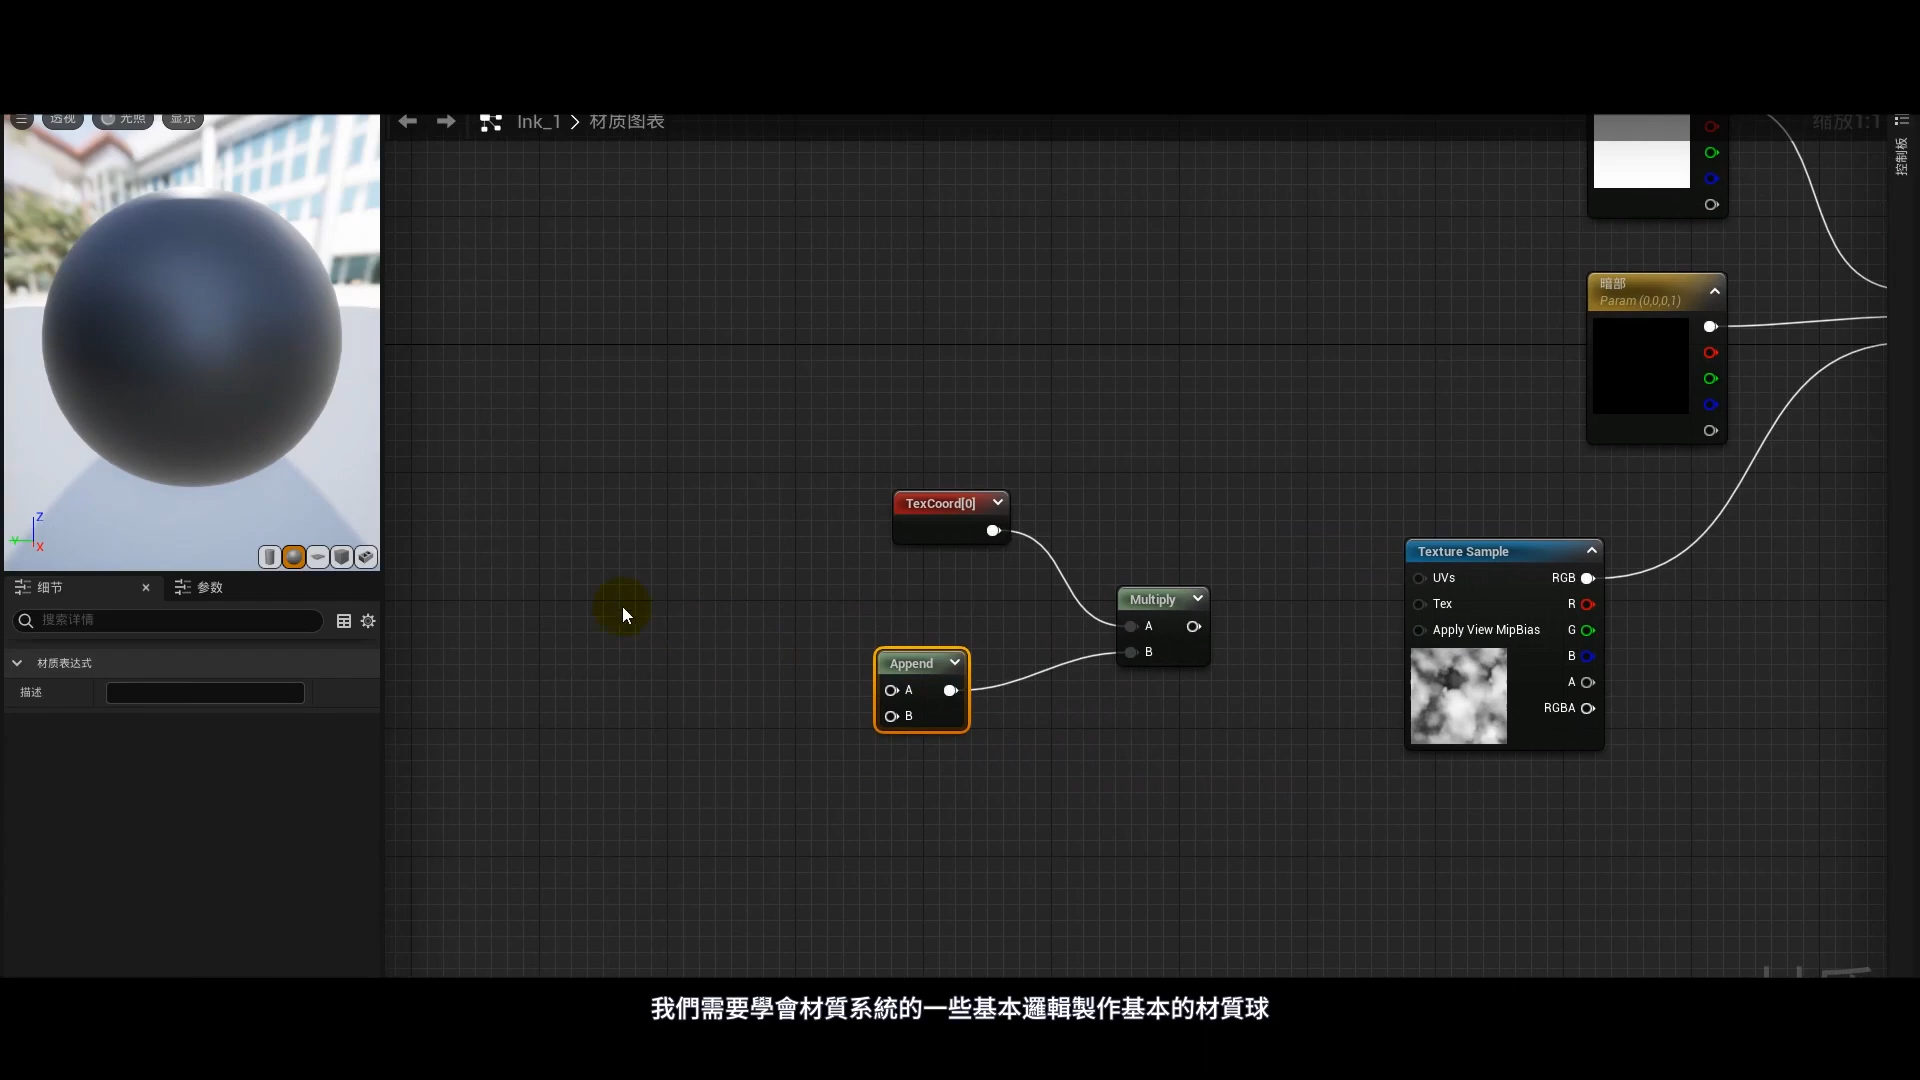 透视
光照
显示
Ink_1 > 材质图表
缩放1:1
控制板
暗部
Param (0,0,0,1)
TexCoord[0]
Texture Sample
UVs
RGB
Tex
R
Apply View MipBias
G
B
A
RGBA
Multiply
A
B
Append
A
B
Z
Y
X
细节
参数
搜索详情
材质表达式
描述
我們需要學會材質系統的一些基本邏輯製作基本的材質球